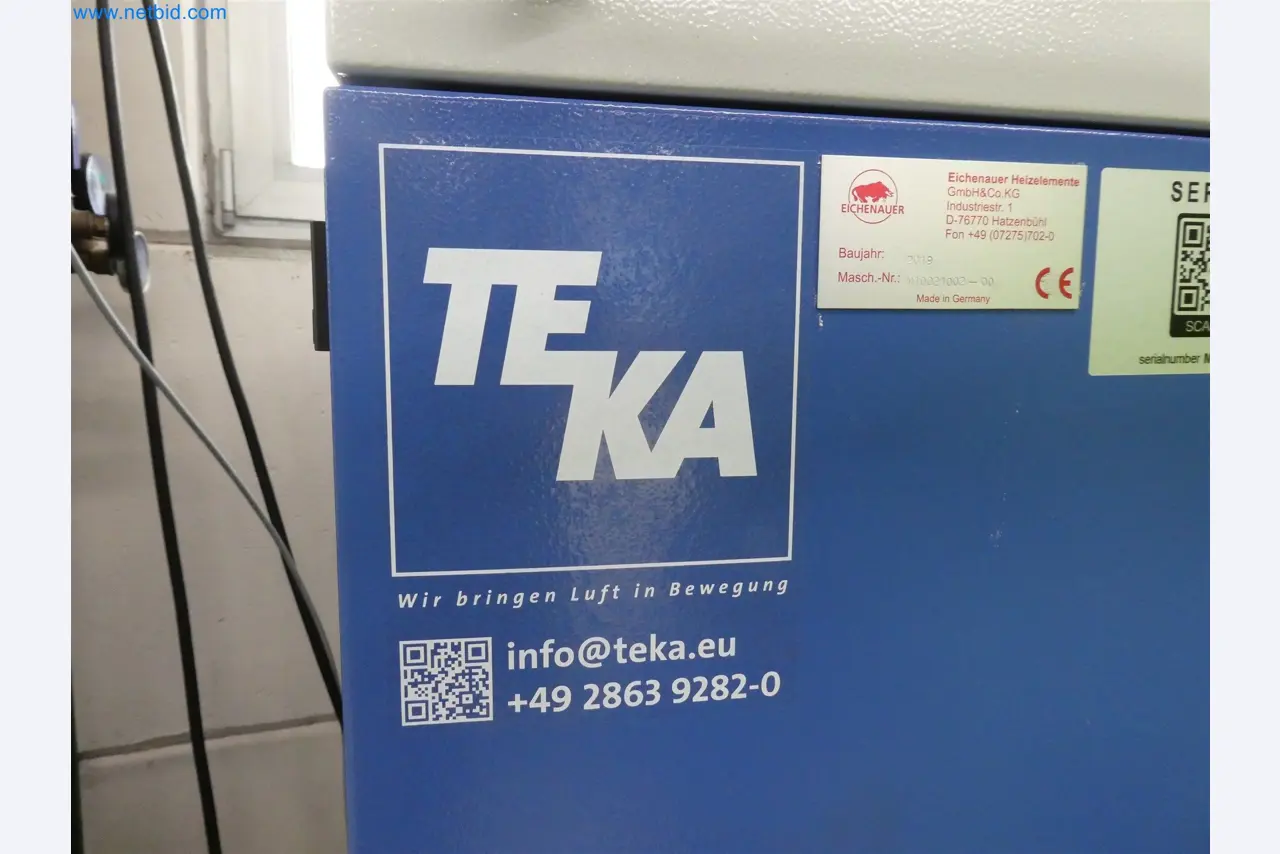 www.netbid.com
TEKA
Wir bringen Luft in Bewegung
info@teka.eu
+49 2863 9282-0
EICHENAUER
Eichenauer Heizelemente
GmbH&Co.KG
Industriestr. 1
D-76770 Hatzenbühl
Fon +49 (07275)702-0
Baujahr:
Masch.-Nr.:
Made in Germany
CE
SER
SCA
serialnumber M